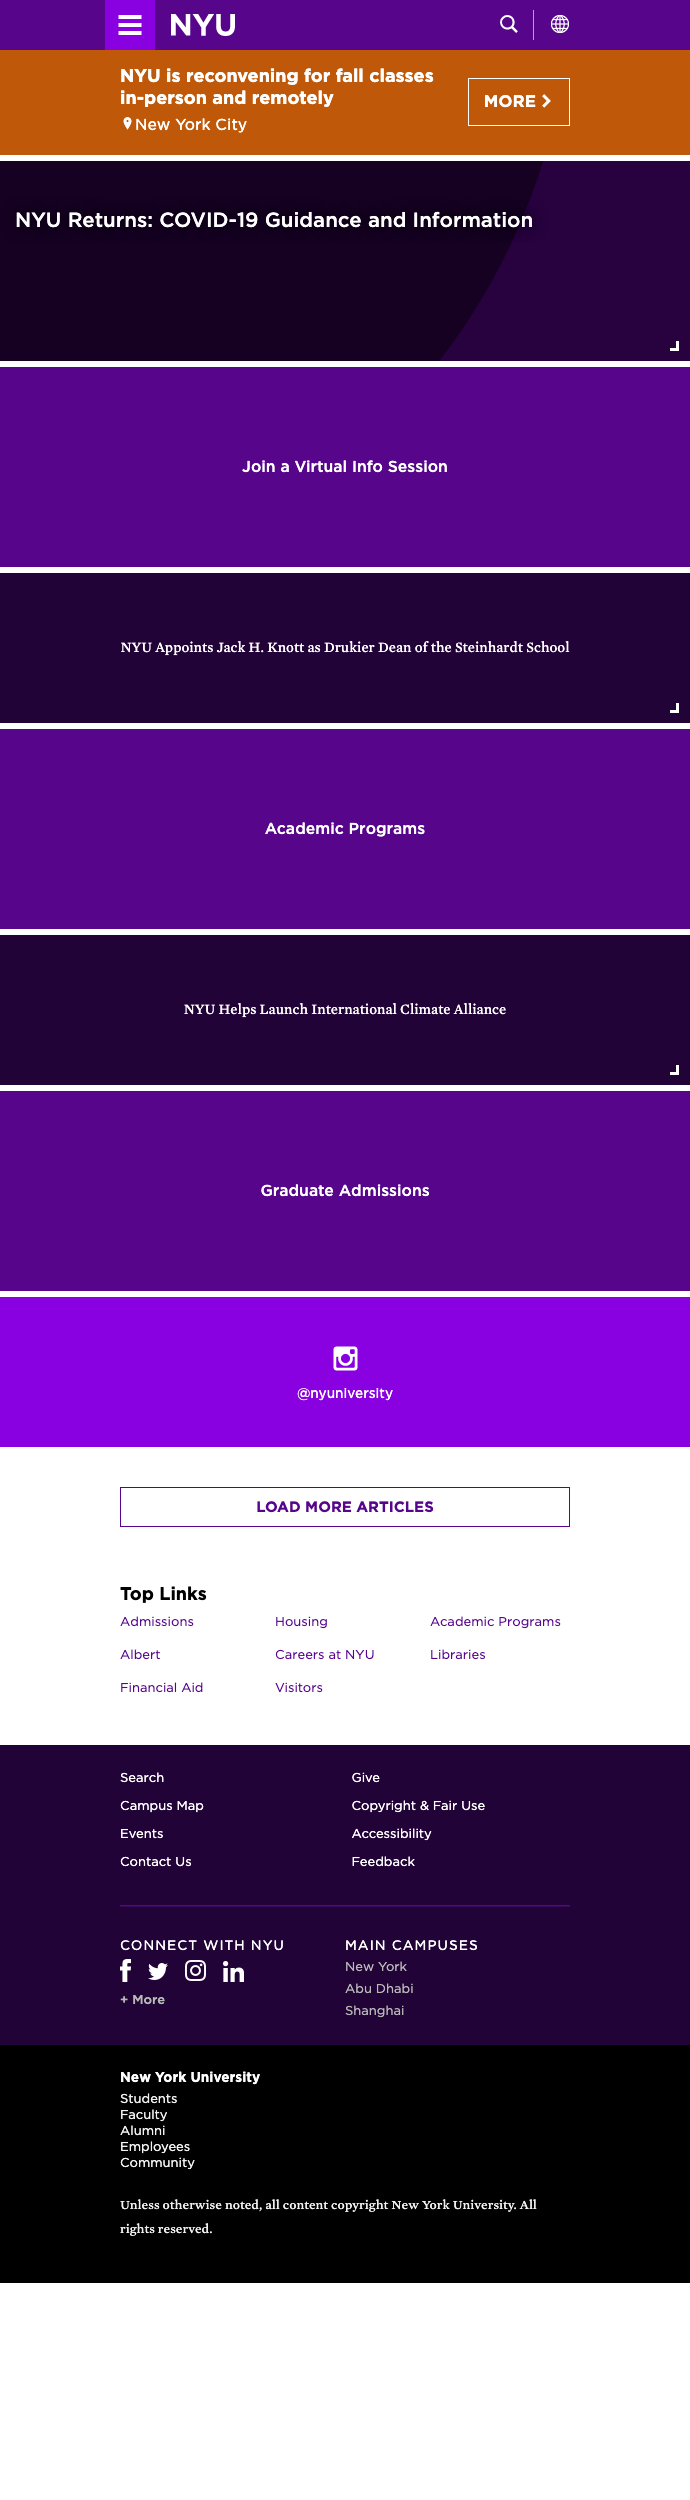 NYU
NYU is reconvening for fall classes
in-person and remotely
New York City
MORE
NYU Returns: COVID-19 Guidance and Information
Join a Virtual Info Session
NYU Appoints Jack H. Knott as Drukier Dean of the Steinhardt School
Academic Programs
NYU Helps Launch International Climate Alliance
Graduate Admissions
@nyuniversity
LOAD MORE ARTICLES
Top Links
Admissions Housing Academic Programs
Albert Careers at NYU Libraries
Financial Aid Visitors
Search Give
Campus Map Copyright & Fair Use
Events Accessibility
Contact Us Feedback
CONNECT WITH NYU
+ More
MAIN CAMPUSES
New York
Abu Dhabi
Shanghai
New York University
Students
Faculty
Alumni
Employees
Community
Unless otherwise noted, all content copyright New York University. All
rights reserved.